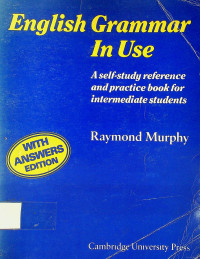 English Grammar
In Use
A self-study reference
and practice book for
intermediate students
Raymond Murphy
WITH
ANSWERS
EDITION
Cambridge University Press